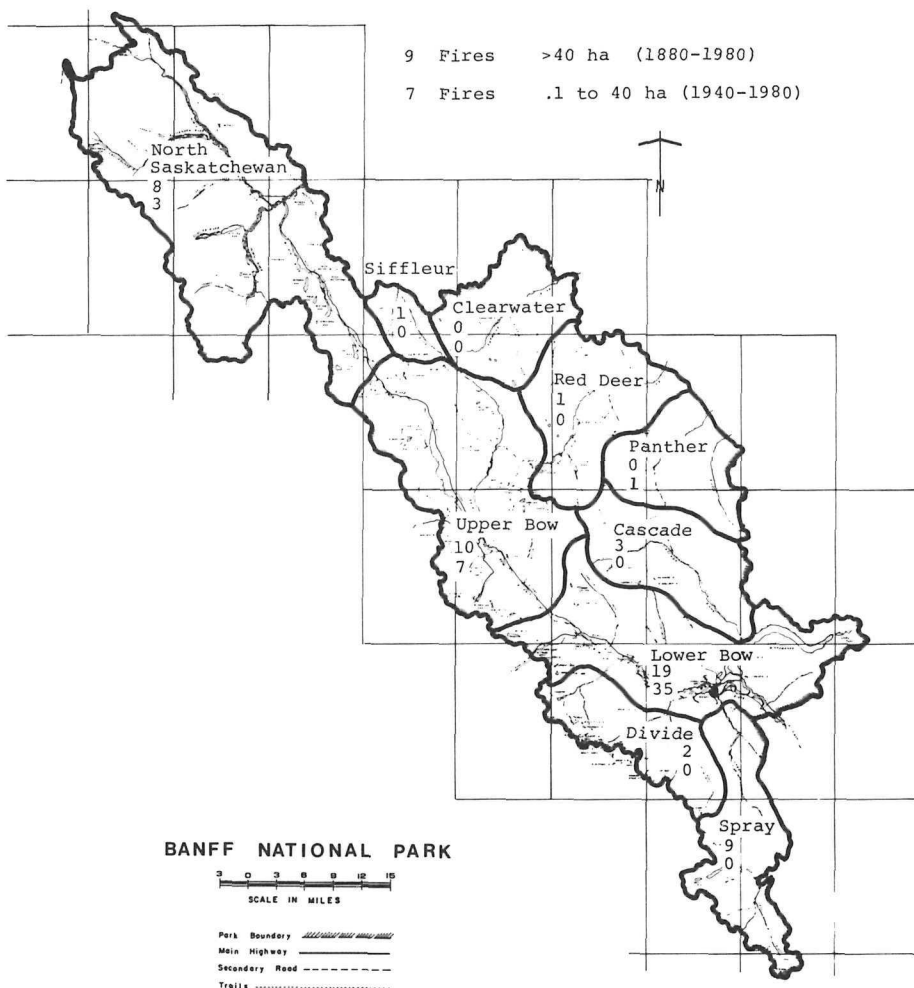 9 Fires >40 ha (1880-1980)
7 Fires .1 to 40 ha (1940-1980)
N
North
Saskatchewan
8
3
Siffleur
1
0
Clearwater
0
0
Red Deer
1
0
Panther
0
1
Upper Bow
10
7
Cascade
3
0
Lower Bow
19
35
Divide
2
0
Spray
9
0
BANFF NATIONAL PARK
3 0 3 6 9 12 15
SCALE IN MILES
Park Boundary
Main Highway
Secondary Road
Trails